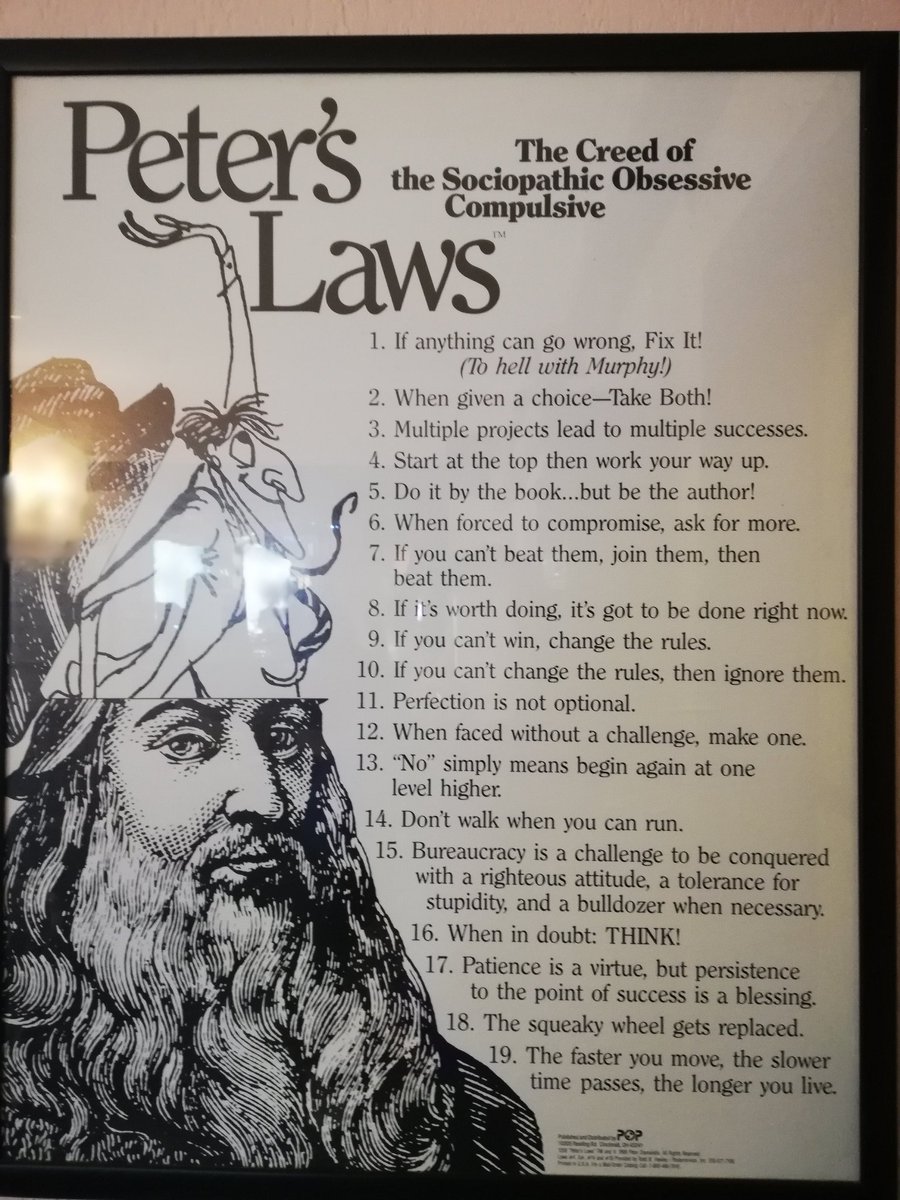 Peter's
Laws™
The Creed of
the Sociopathic Obsessive
Compulsive
1. If anything can go wrong, Fix It!
(To hell with Murphy!)
2. When given a choice—Take Both!
3. Multiple projects lead to multiple successes.
4. Start at the top then work your way up.
5. Do it by the book...but be the author!
6. When forced to compromise, ask for more.
7. If you can't beat them, join them, then
beat them.
8. If it's worth doing, it's got to be done right now.
9. If you can't win, change the rules.
10. If you can't change the rules, then ignore them.
11. Perfection is not optional.
12. When faced without a challenge, make one.
13. “No” simply means begin again at one
level higher.
14. Don't walk when you can run.
15. Bureaucracy is a challenge to be conquered
with a righteous attitude, a tolerance for
stupidity, and a bulldozer when necessary.
16. When in doubt: THINK!
17. Patience is a virtue, but persistence
to the point of success is a blessing.
18. The squeaky wheel gets replaced.
19. The faster you move, the slower
time passes, the longer you live.
Published and Distributed by POP